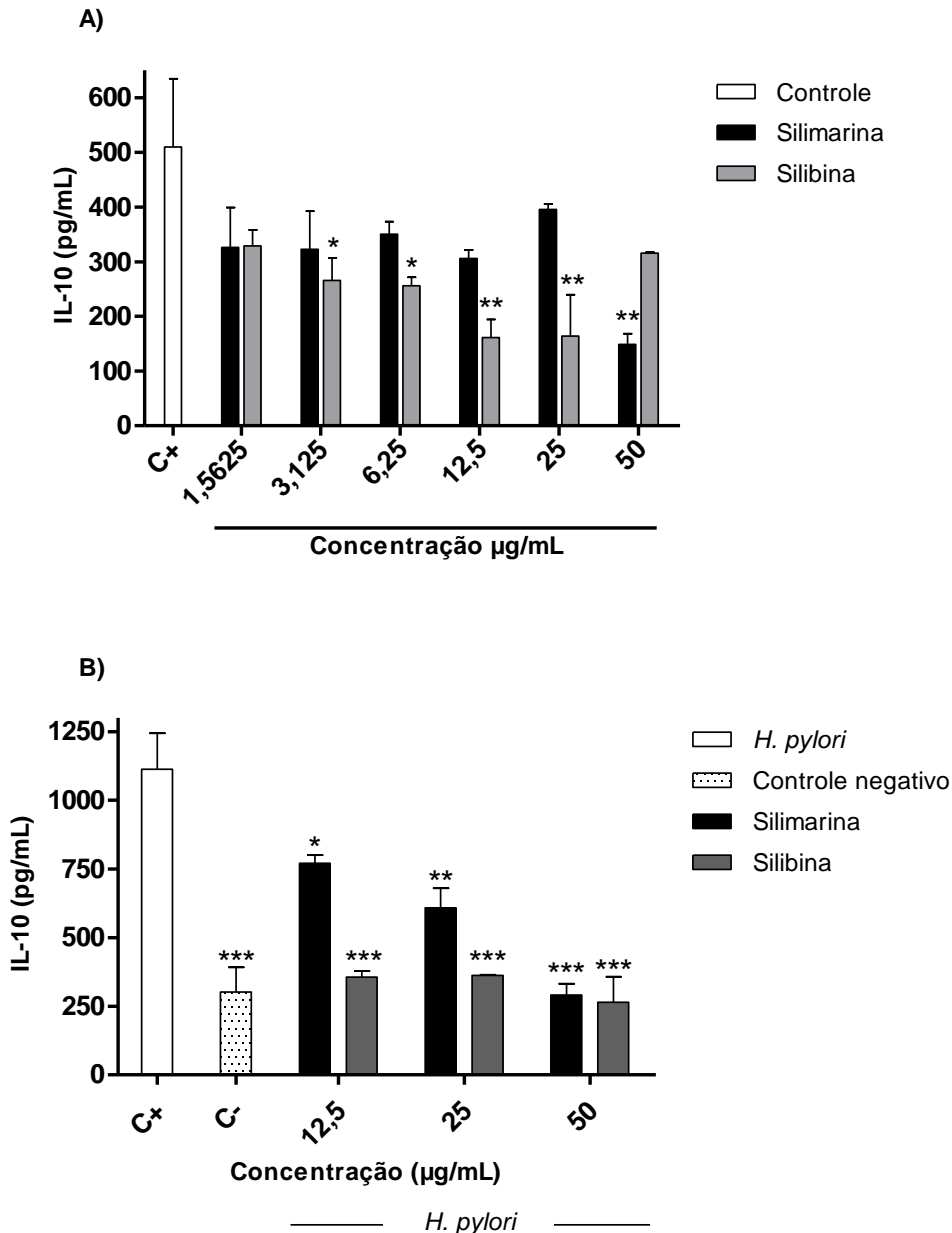 A)
600
500
400
300
200
100
0
IL-10 (pg/mL)
* * ** ** **
C+ 1,5625 3,125 6,25 12,5 25 50
Concentração µg/mL
Controle
Silimarina
Silibina
B)
1250
1000
750
500
250
0
IL-10 (pg/mL)
*** * *** ** *** *** ***
C+ C- 12,5 25 50
Concentração (µg/mL)
H. pylori
H. pylori
Controle negativo
Silimarina
Silibina